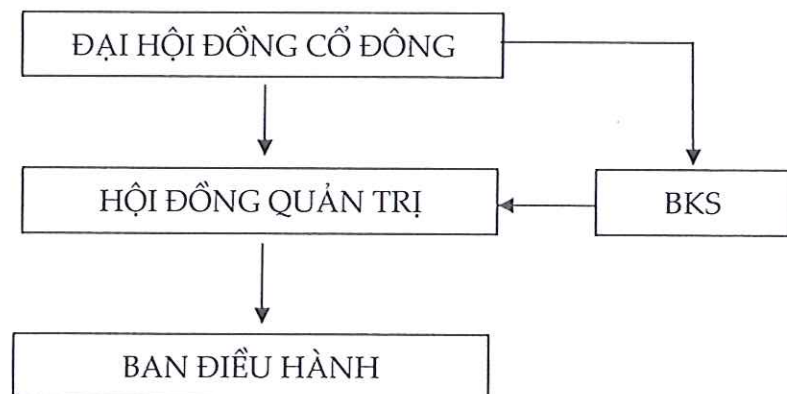 ĐẠI HỘI ĐỒNG CỔ ĐÔNG
HỘI ĐỒNG QUẢN TRỊ
BKS
BAN ĐIỀU HÀNH